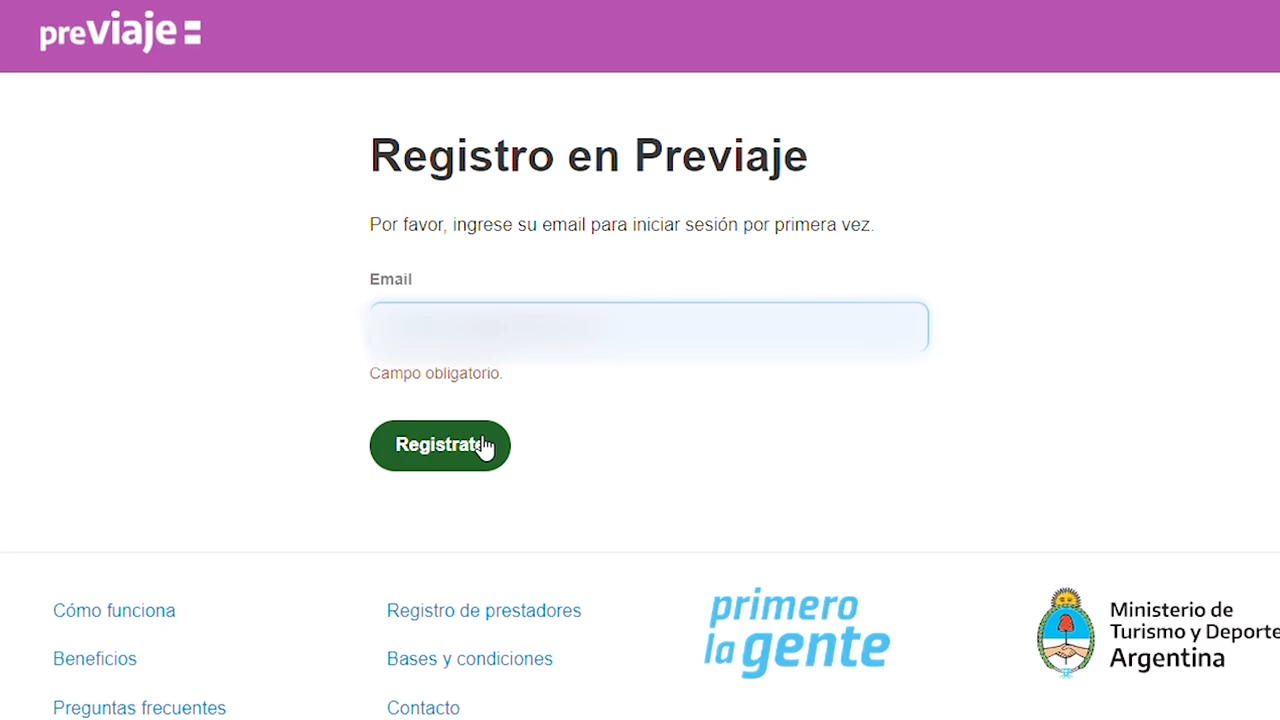 previaje
Registro en Previaje
Por favor, ingrese su email para iniciar sesión por primera vez.
Email
Campo obligatorio.
Registrate
Cómo funciona
Beneficios
Preguntas frecuentes
Registro de prestadores
Bases y condiciones
Contacto
primero
la gente
Ministerio de
Turismo y Deporte
Argentina